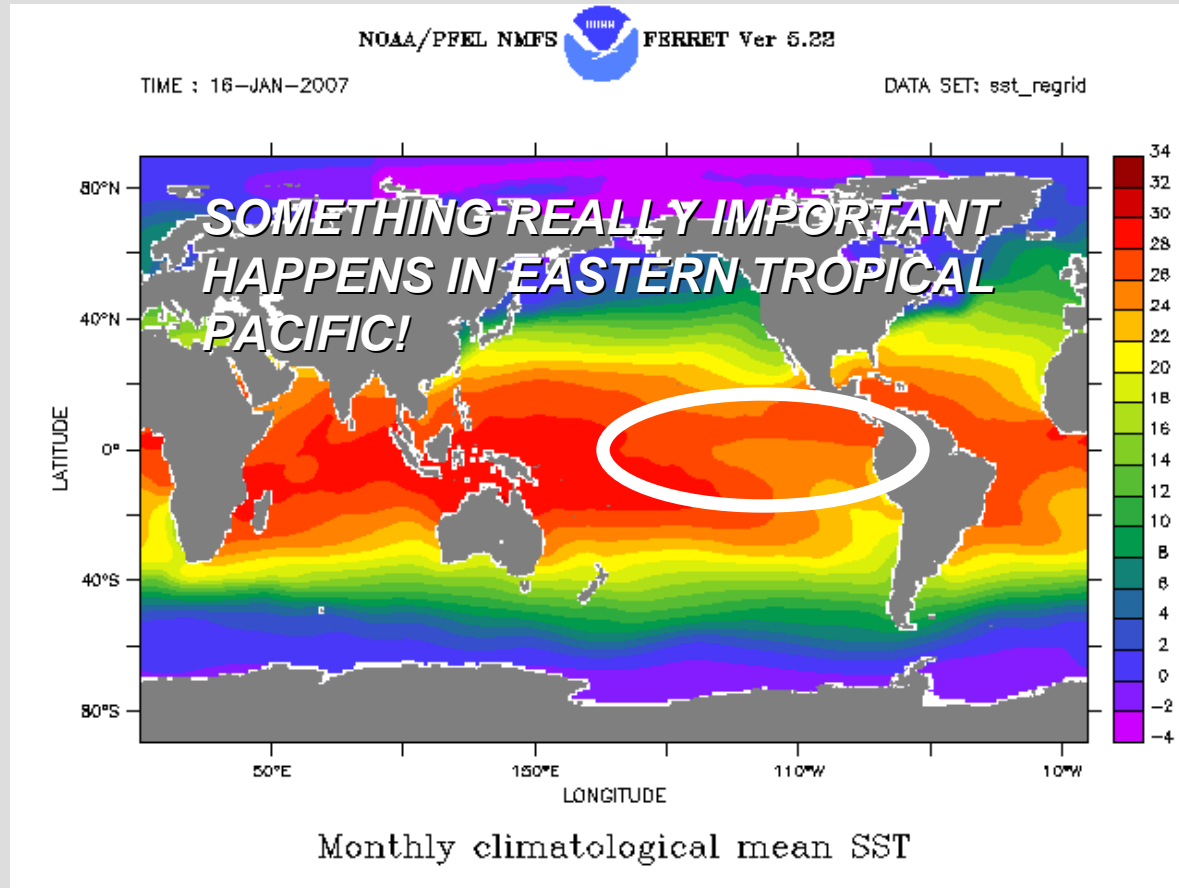 NOAA/PFEL NMFS FERRET Ver 5.22
TIME : 16-JAN-2007 DATA SET: sst_regrid
SOMETHING REALLY IMPORTANT
HAPPENS IN EASTERN TROPICAL
PACIFIC!
80°N
40°N
0°
40°S
80°S
LATITUDE
50°E 150°E 110°W 10°W
LONGITUDE
34
32
30
28
26
24
22
20
18
16
14
12
10
8
6
4
2
0
-2
-4
Monthly climatological mean SST